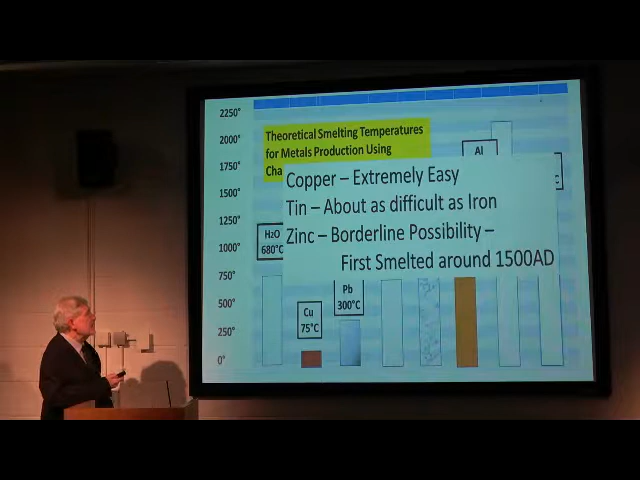 2250°
2000°
1750°
1500°
1250°
1000°
750°
500°
250°
0°
Theoretical Smelting Temperatures
for Metals Production Using
Copper – Extremely Easy
Tin – About as difficult as Iron
Zinc – Borderline Possibility –
First Smelted around 1500AD
Al
H2O
680°C
Cu
75°C
Pb
300°C